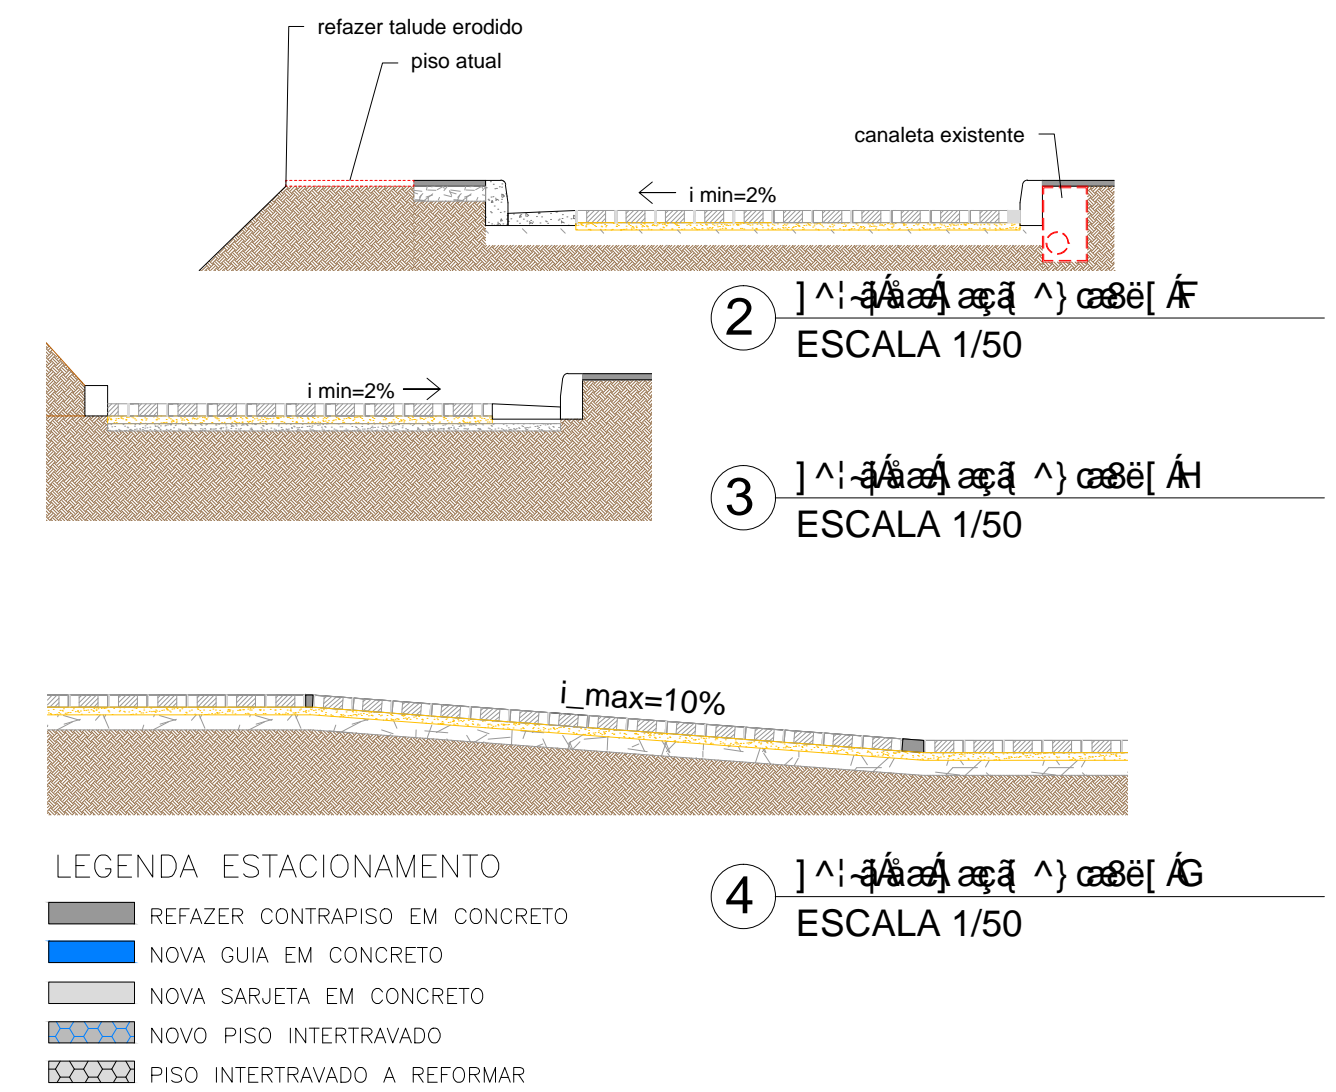 refazer talude erodido
piso atual
canaleta existente
i min=2%
2
ESCALA 1/50
i min=2%
3
ESCALA 1/50
i_max=10%
4
ESCALA 1/50
LEGENDA ESTACIONAMENTO
REFAZER CONTRAPISO EM CONCRETO
NOVA GUIA EM CONCRETO
NOVA SARJETA EM CONCRETO
NOVO PISO INTERTRAVADO
PISO INTERTRAVADO A REFORMAR